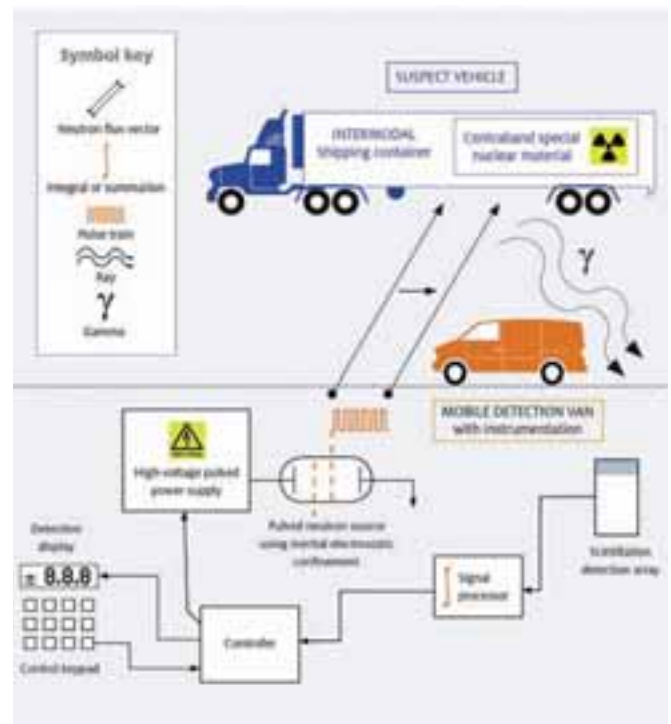 Symbol key
Neutron flux vector
Integral or summation
Pulse train
Ray
γ
Gamma
SUSPECT VEHICLE
INTERMODAL
Shipping container
Contraband special
nuclear material
γ
MOBILE DETECTION VAN
with instrumentation
High-voltage pulsed
power supply
Pulsed neutron source
using inertial electrostatic
confinement
Detection
display
± 8.8.8
Control keypad
Controller
Signal
processor
Scintillation
detection array